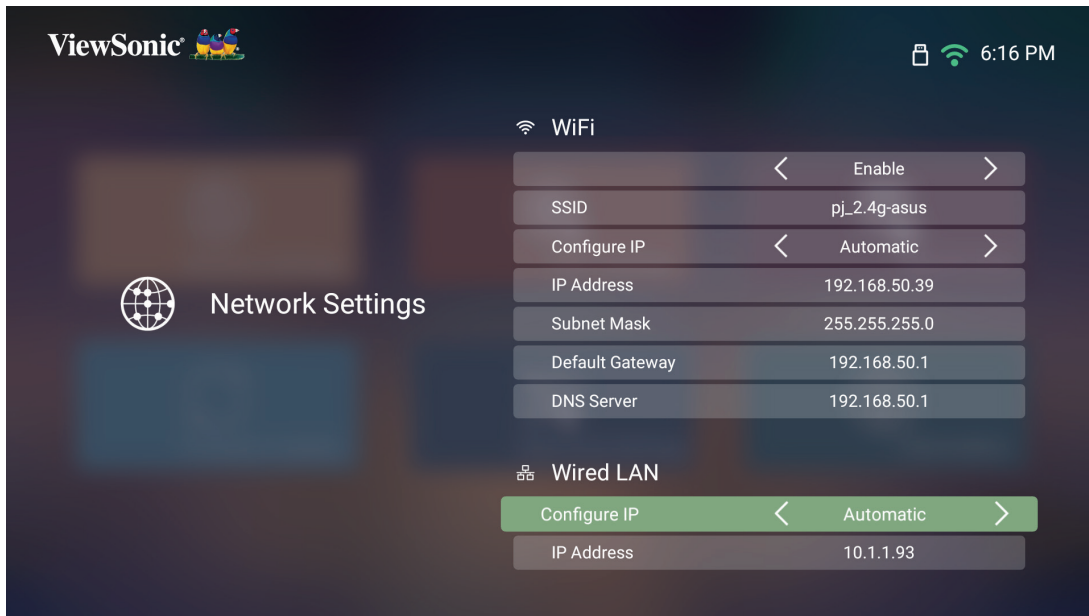 ViewSonic®
6:16 PM
WiFi
Enable
SSID pj_2.4g-asus
Configure IP Automatic
IP Address 192.168.50.39
Network Settings
Subnet Mask 255.255.255.0
Default Gateway 192.168.50.1
DNS Server 192.168.50.1
Wired LAN
Configure IP Automatic
IP Address 10.1.1.93